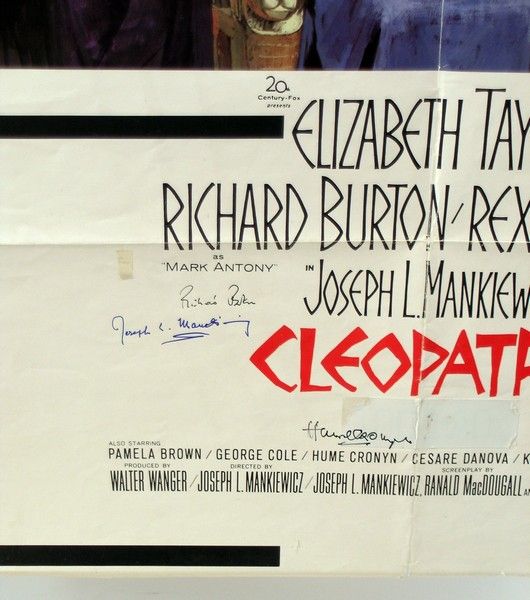 20th
Century-Fox
presents
ELIZABETH TAY
RICHARD BURTON / REX
as
"MARK ANTONY"
IN JOSEPH L. MANKIEW
Richard Burton
Joseph L. Mankiewicz
CLEOPATR
Hume Cronyn
ALSO STARRING
PAMELA BROWN / GEORGE COLE / HUME CRONYN / CESARE DANOVA / K
PRODUCED BY DIRECTED BY SCREENPLAY BY
WALTER WANGER / JOSEPH L. MANKIEWICZ / JOSEPH L. MANKIEWICZ, RANALD MacDOUGALL AN